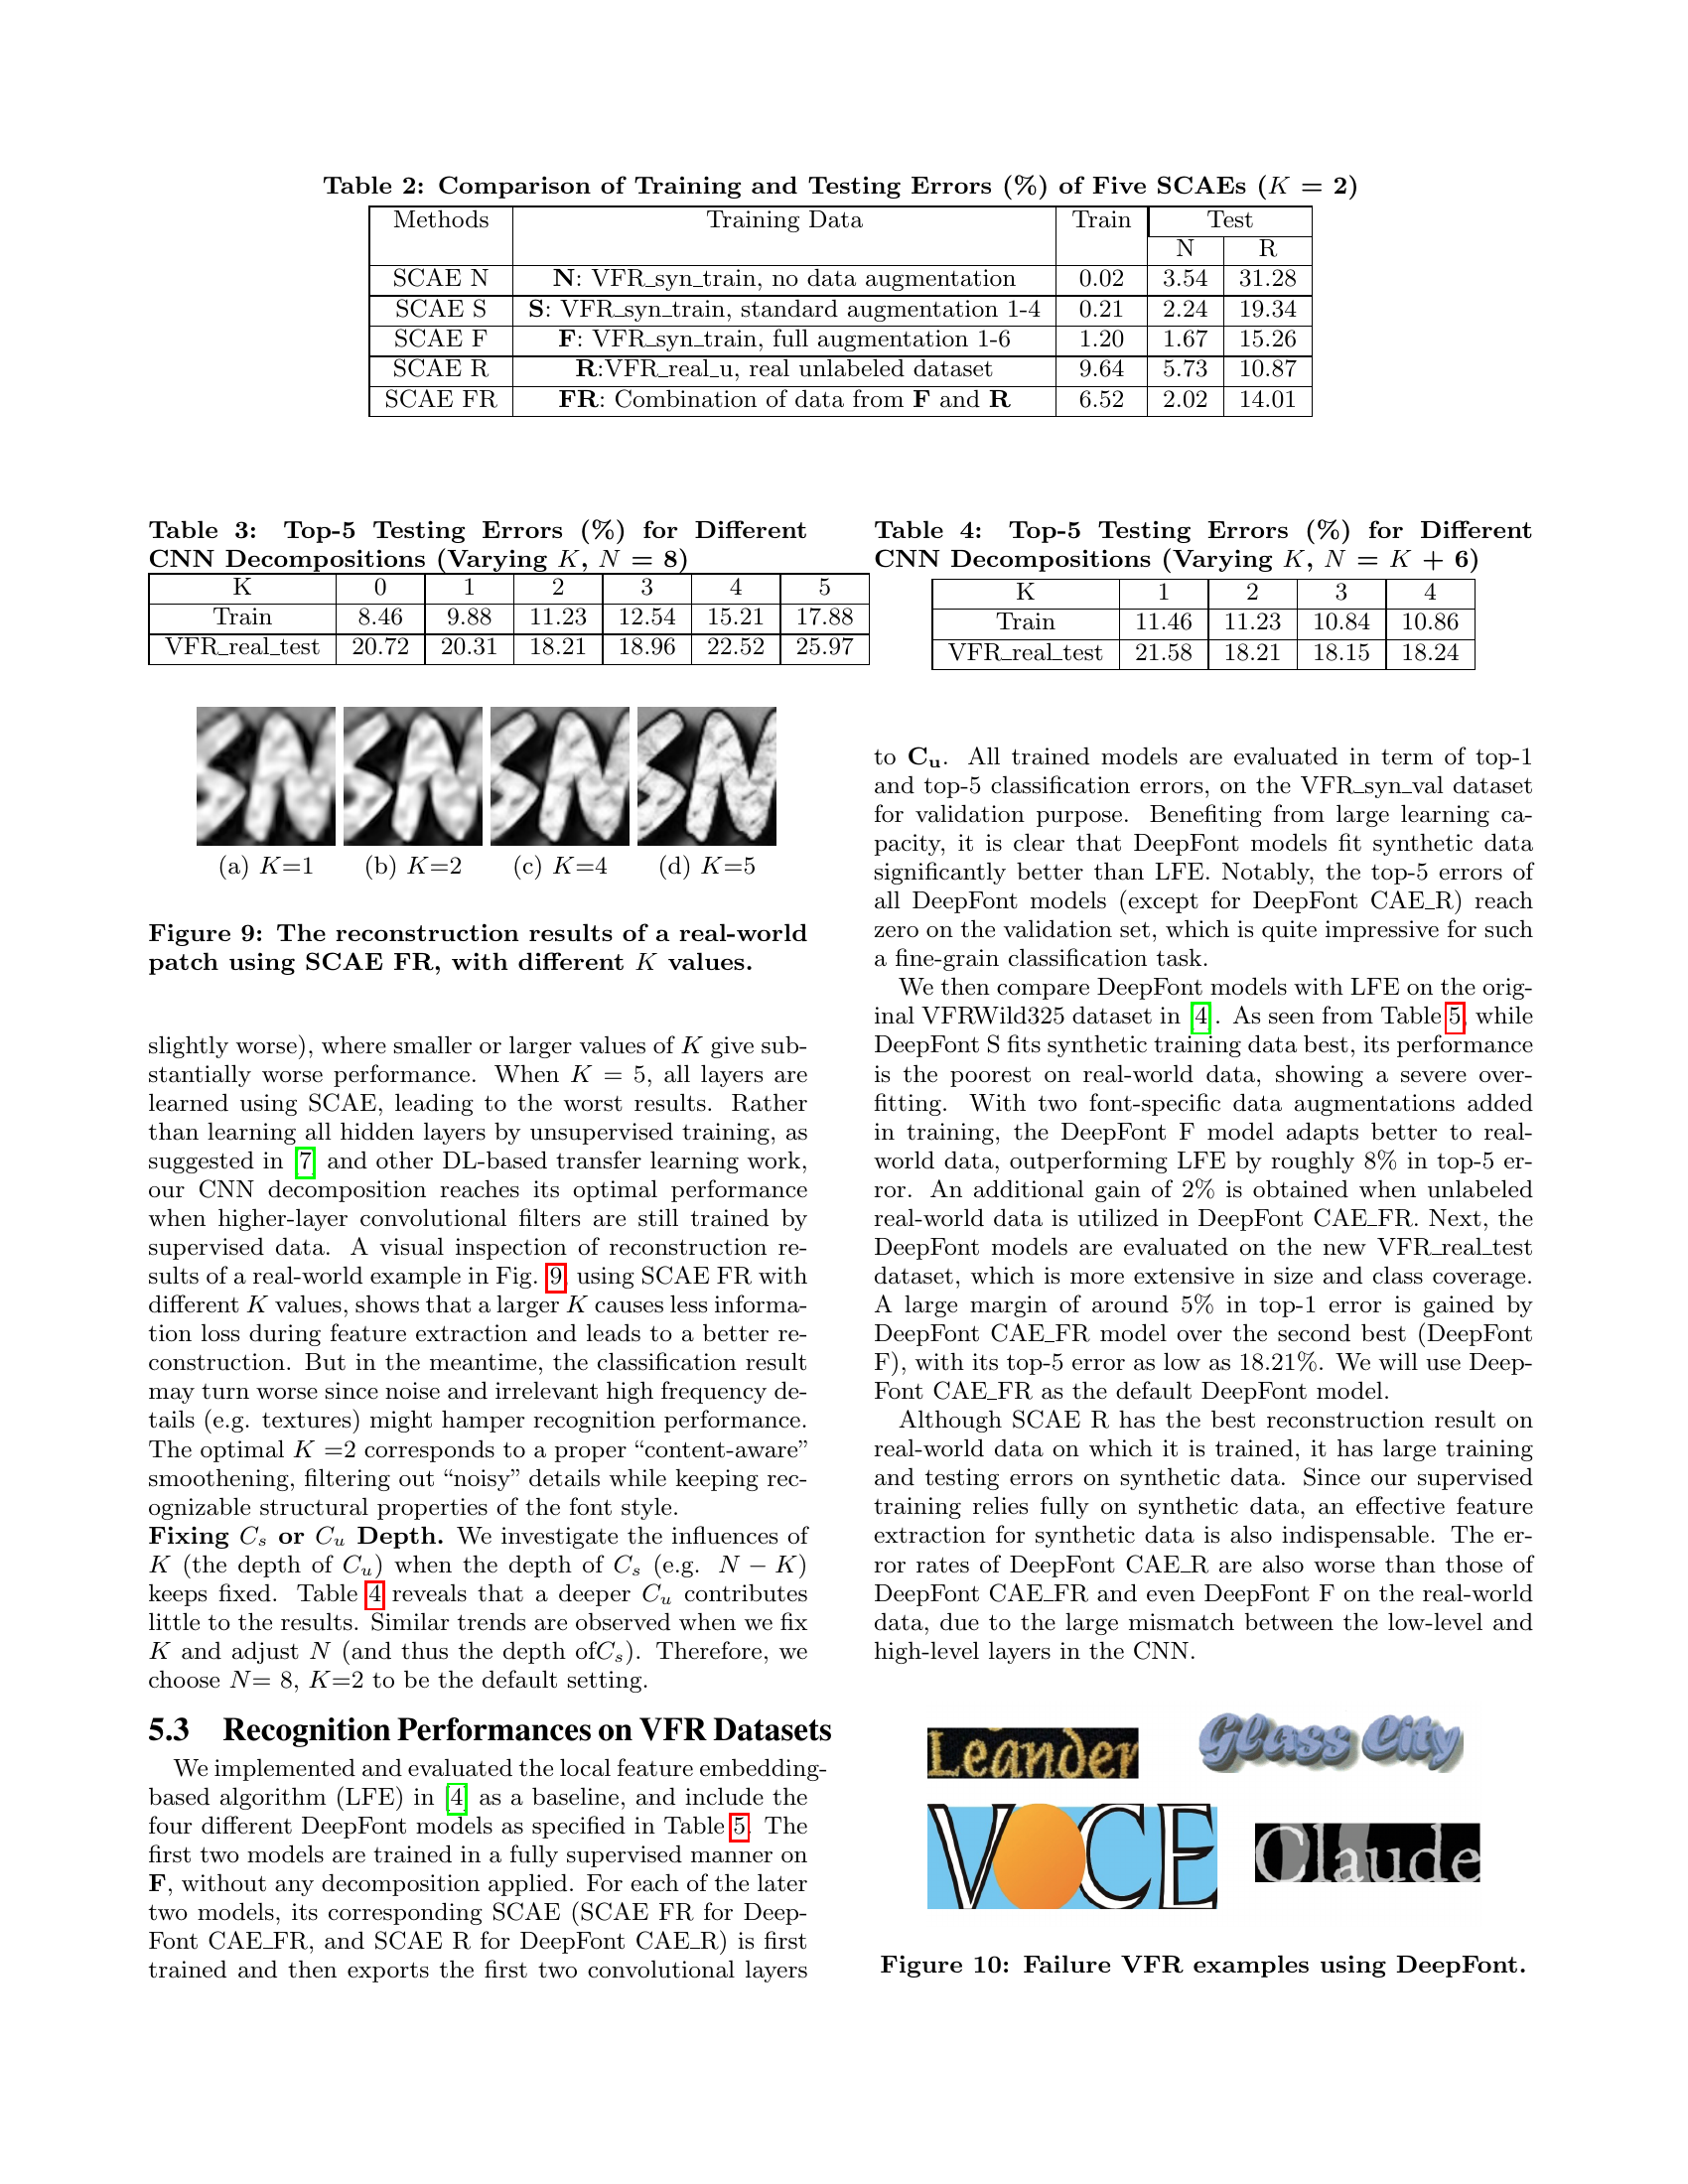 Table 2: Comparison of Training and Testing Errors (%) of Five SCAEs (K = 2)
Methods Training Data Train Test
N R
SCAE N N: VFR_syn_train, no data augmentation 0.02 3.54 31.28
SCAE S S: VFR_syn_train, standard augmentation 1-4 0.21 2.24 19.34
SCAE F F: VFR_syn_train, full augmentation 1-6 1.20 1.67 15.26
SCAE R R:VFR_real_u, real unlabeled dataset 9.64 5.73 10.87
SCAE FR FR: Combination of data from F and R 6.52 2.02 14.01
Table 3: Top-5 Testing Errors (%) for Different
CNN Decompositions (Varying K, N = 8)
K 0 1 2 3 4 5
Train 8.46 9.88 11.23 12.54 15.21 17.88
VFR_real_test 20.72 20.31 18.21 18.96 22.52 25.97
SN SN SN SN
(a) K=1 (b) K=2 (c) K=4 (d) K=5
Figure 9: The reconstruction results of a real-world
patch using SCAE FR, with different K values.
slightly worse), where smaller or larger values of K give sub-
stantially worse performance. When K = 5, all layers are
learned using SCAE, leading to the worst results. Rather
than learning all hidden layers by unsupervised training, as
suggested in [7] and other DL-based transfer learning work,
our CNN decomposition reaches its optimal performance
when higher-layer convolutional filters are still trained by
supervised data. A visual inspection of reconstruction re-
sults of a real-world example in Fig. 9, using SCAE FR with
different K values, shows that a larger K causes less informa-
tion loss during feature extraction and leads to a better re-
construction. But in the meantime, the classification result
may turn worse since noise and irrelevant high frequency de-
tails (e.g. textures) might hamper recognition performance.
The optimal K =2 corresponds to a proper “content-aware”
smoothening, filtering out “noisy” details while keeping rec-
ognizable structural properties of the font style.
Fixing Cs or Cu Depth. We investigate the influences of
K (the depth of Cu) when the depth of Cs (e.g. N − K)
keeps fixed. Table 4 reveals that a deeper Cu contributes
little to the results. Similar trends are observed when we fix
K and adjust N (and thus the depth ofCs). Therefore, we
choose N= 8, K=2 to be the default setting.
5.3 Recognition Performances on VFR Datasets
We implemented and evaluated the local feature embedding-
based algorithm (LFE) in [4] as a baseline, and include the
four different DeepFont models as specified in Table 5. The
first two models are trained in a fully supervised manner on
F, without any decomposition applied. For each of the later
two models, its corresponding SCAE (SCAE FR for Deep-
Font CAE_FR, and SCAE R for DeepFont CAE_R) is first
trained and then exports the first two convolutional layers
Table 4: Top-5 Testing Errors (%) for Different
CNN Decompositions (Varying K, N = K + 6)
K 1 2 3 4
Train 11.46 11.23 10.84 10.86
VFR_real_test 21.58 18.21 18.15 18.24
to Cu. All trained models are evaluated in term of top-1
and top-5 classification errors, on the VFR_syn_val dataset
for validation purpose. Benefiting from large learning ca-
pacity, it is clear that DeepFont models fit synthetic data
significantly better than LFE. Notably, the top-5 errors of
all DeepFont models (except for DeepFont CAE_R) reach
zero on the validation set, which is quite impressive for such
a fine-grain classification task.
We then compare DeepFont models with LFE on the orig-
inal VFRWild325 dataset in [4]. As seen from Table 5, while
DeepFont S fits synthetic training data best, its performance
is the poorest on real-world data, showing a severe over-
fitting. With two font-specific data augmentations added
in training, the DeepFont F model adapts better to real-
world data, outperforming LFE by roughly 8% in top-5 er-
ror. An additional gain of 2% is obtained when unlabeled
real-world data is utilized in DeepFont CAE_FR. Next, the
DeepFont models are evaluated on the new VFR_real_test
dataset, which is more extensive in size and class coverage.
A large margin of around 5% in top-1 error is gained by
DeepFont CAE_FR model over the second best (DeepFont
F), with its top-5 error as low as 18.21%. We will use Deep-
Font CAE_FR as the default DeepFont model.
Although SCAE R has the best reconstruction result on
real-world data on which it is trained, it has large training
and testing errors on synthetic data. Since our supervised
training relies fully on synthetic data, an effective feature
extraction for synthetic data is also indispensable. The er-
ror rates of DeepFont CAE_R are also worse than those of
DeepFont CAE_FR and even DeepFont F on the real-world
data, due to the large mismatch between the low-level and
high-level layers in the CNN.
Leander Glass City
VOCE Claude
Figure 10: Failure VFR examples using DeepFont.